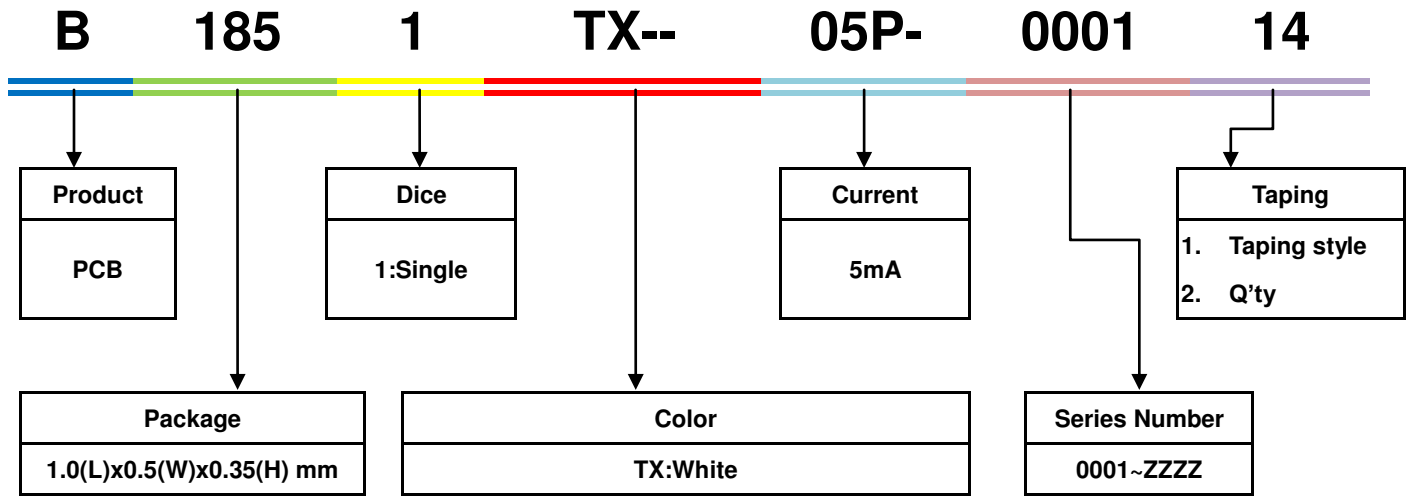 B 185 1 TX-- 05P- 0001 14
Product
PCB
Dice
1:Single
Current
5mA
Taping
1. Taping style
2. Q’ty
Package
1.0(L)x0.5(W)x0.35(H) mm
Color
TX:White
Series Number
0001~ZZZZ